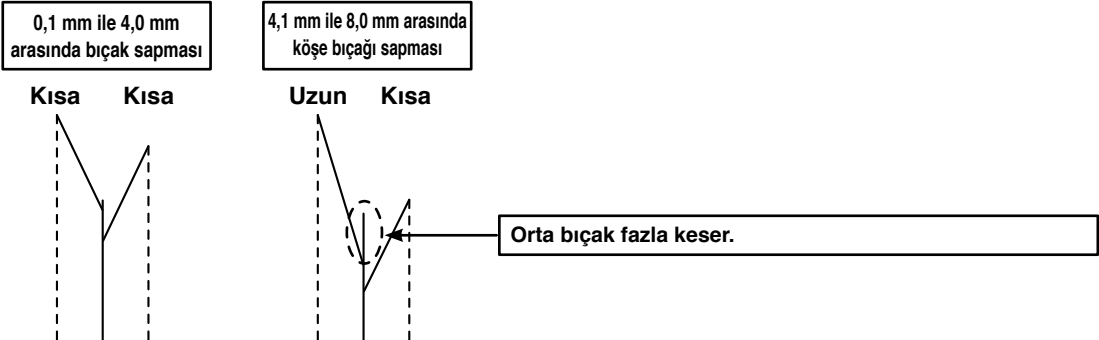 0,1 mm ile 4,0 mm
arasında bıçak sapması
4,1 mm ile 8,0 mm arasında
köşe bıçağı sapması
Kısa Kısa
Uzun Kısa
Orta bıçak fazla keser.